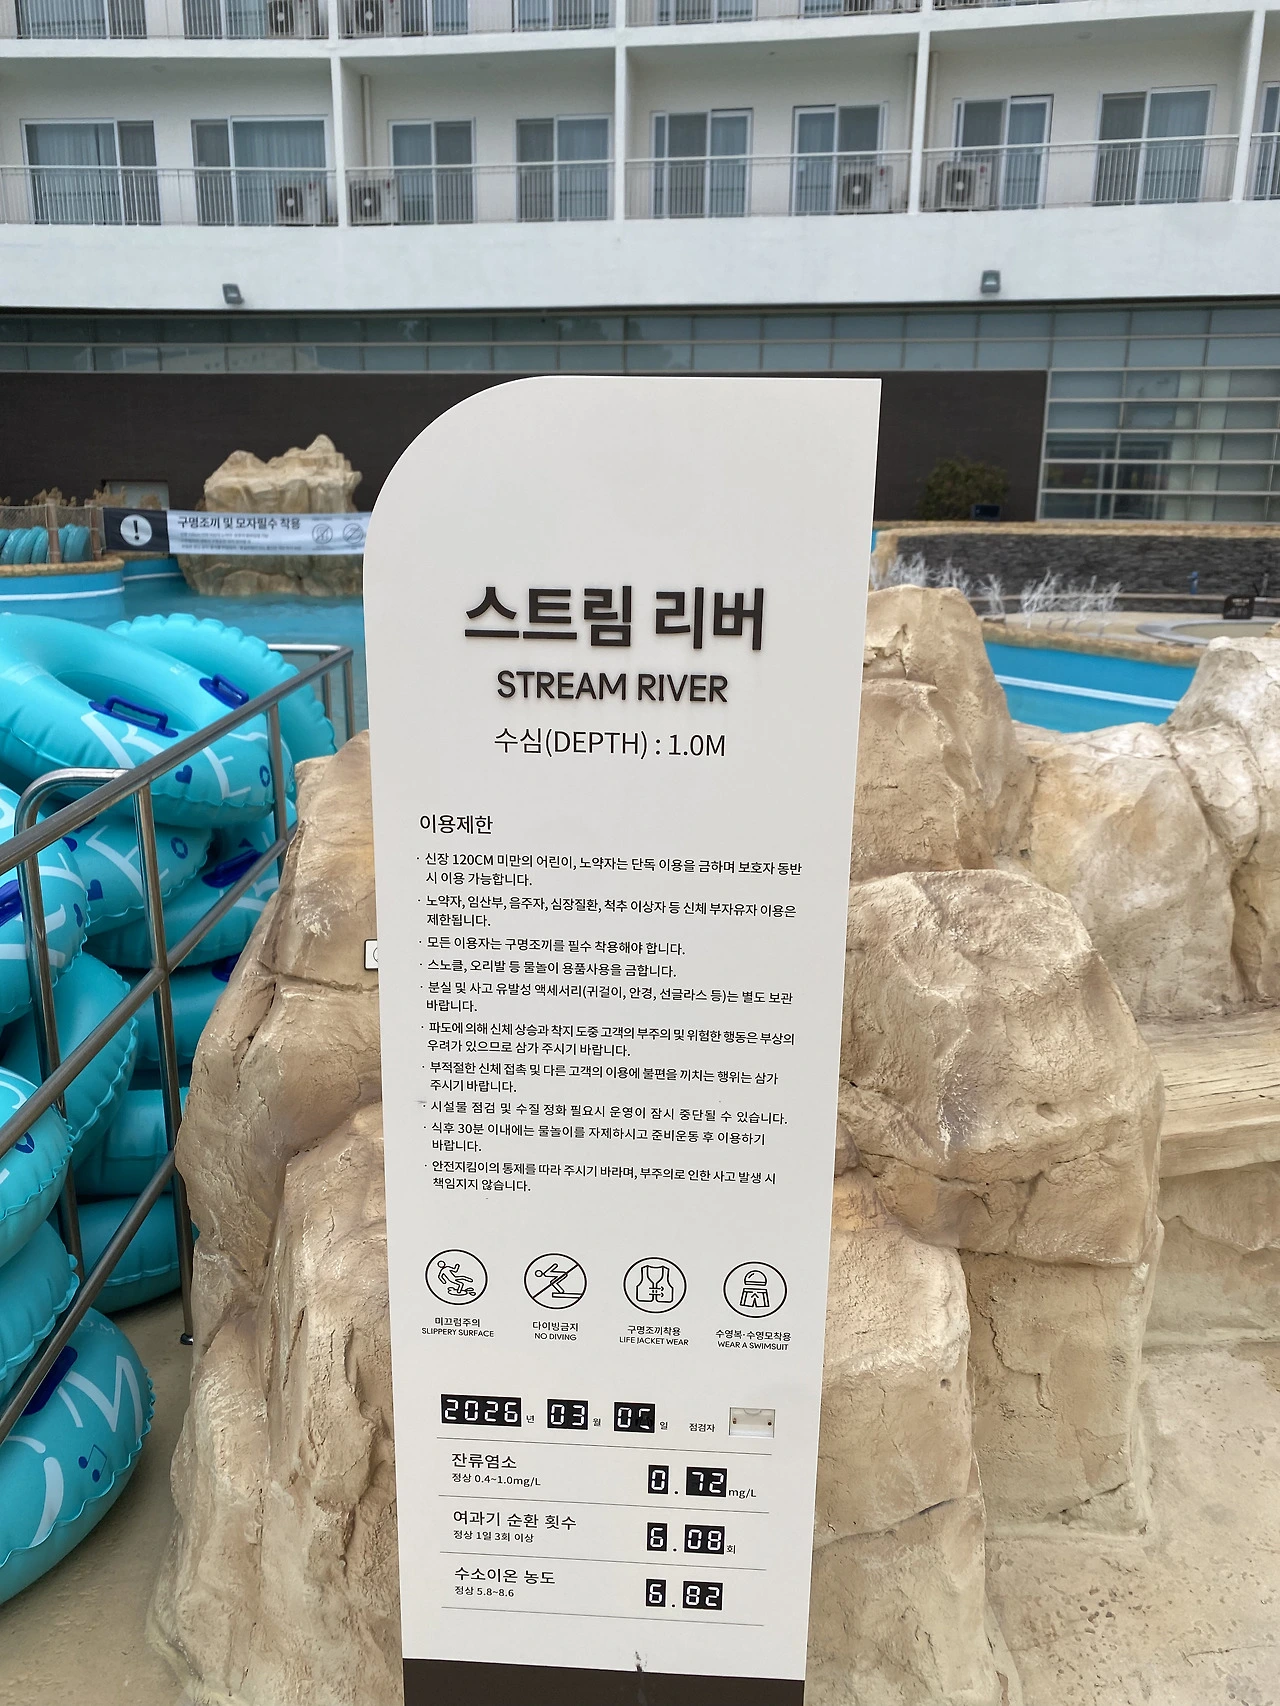 구명조끼 및 모자필수 착용
스트림 리버
STREAM RIVER
수심(DEPTH) : 1.0M
이용제한
· 신장 120CM 미만의 어린이, 노약자는 단독 이용을 금하며 보호자 동반
시 이용 가능합니다.
· 노약자, 임산부, 음주자, 심장질환, 척추 이상자 등 신체 부자유자 이용은
제한됩니다.
· 모든 이용자는 구명조끼를 필수 착용해야 합니다.
· 스노클, 오리발 등 물놀이 용품사용을 금합니다.
· 분실 및 사고 유발성 액세서리(귀걸이, 안경, 선글라스 등)는 별도 보관
바랍니다.
· 파도에 의해 신체 상승과 착지 도중 고객의 부주의 및 위험한 행동은 부상의
우려가 있으므로 삼가 주시기 바랍니다.
· 부적절한 신체 접촉 및 다른 고객의 이용에 불편을 끼치는 행위는 삼가
주시기 바랍니다.
· 시설물 점검 및 수질 정화 필요시 운영이 잠시 중단될 수 있습니다.
· 식후 30분 이내에는 물놀이를 자제하시고 준비운동 후 이용하기
바랍니다.
· 안전지킴이의 통제를 따라 주시기 바라며, 부주의로 인한 사고 발생 시
책임지지 않습니다.
미끄럼주의 다이빙금지 구명조끼착용 수영복·수영모착용
SLIPPERY SURFACE NO DIVING LIFE JACKET WEAR WEAR A SWIMSUIT
2026 년 03 월 일 점검자
잔류염소
정상 0.4~1.0mg/L 0.72 mg/L
여과기 순환 횟수
정상 1일 3회 이상 6.08 회
수소이온 농도
정상 5.8~8.6 6.82